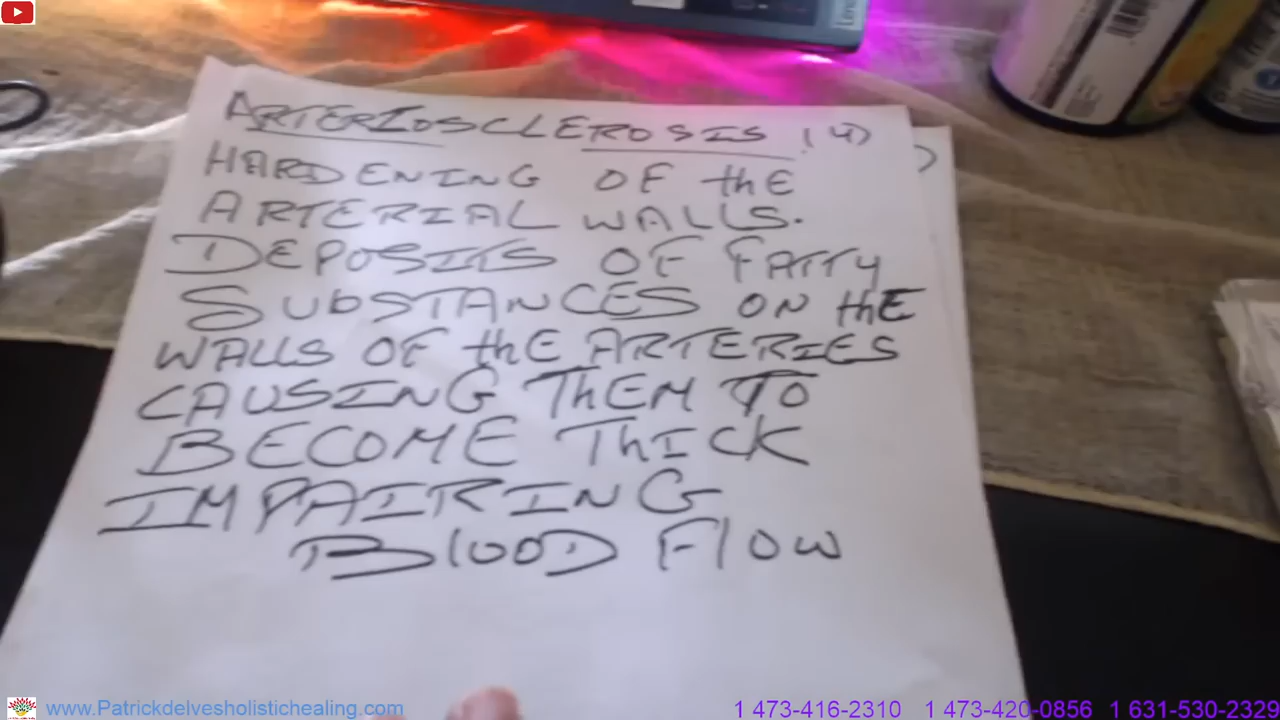 ARTERIOSCLEROSIS (4)
HARDENING OF thE
ARTERIAL WALLS.
DEPOSITS OF FATTY
SUBSTANCES ON thE
WALLS OF thE ARTERIES
CAUSING THEM TO
BECOME THICK
IMPAIRING
BlOOD FlOW
Lenovo
www.Patrickdelvesholistichealing.com
1 473-416-2310 1 473-420-0856 1 631-530-2329